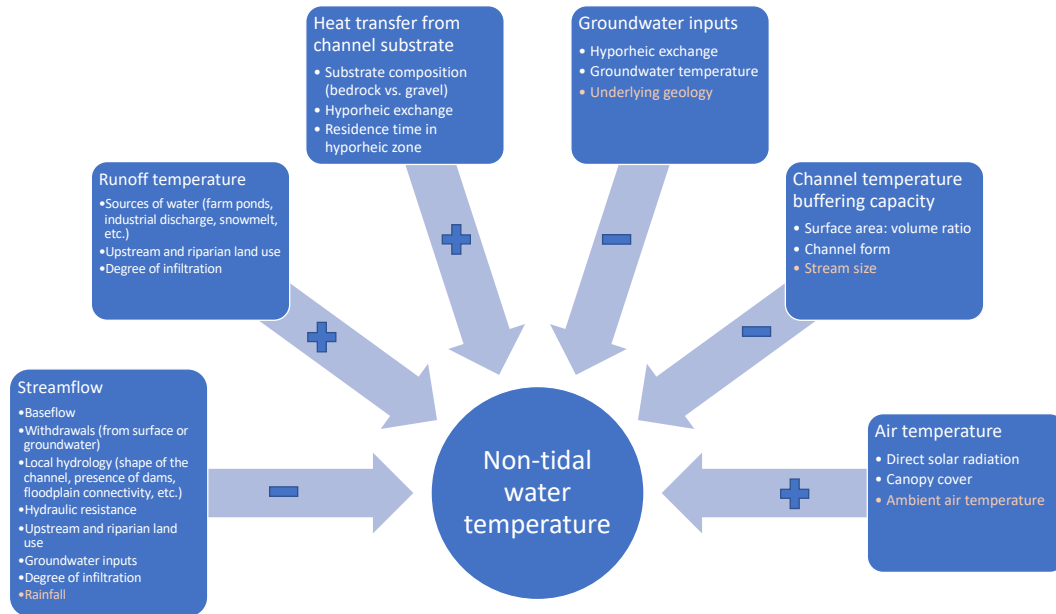 Heat transfer from
channel substrate
• Substrate composition
(bedrock vs. gravel)
• Hyporheic exchange
• Residence time in
hyporheic zone
Groundwater inputs
• Hyporheic exchange
• Groundwater temperature
• Underlying geology
Runoff temperature
•Sources of water (farm ponds,
industrial discharge, snowmelt,
etc.)
•Upstream and riparian land use
•Degree of infiltration
Channel temperature
buffering capacity
• Surface area: volume ratio
• Channel form
• Stream size
Streamflow
•Baseflow
•Withdrawals (from surface or
groundwater)
•Local hydrology (shape of the
channel, presence of dams,
floodplain connectivity, etc.)
•Hydraulic resistance
•Upstream and riparian land
use
•Groundwater inputs
•Degree of infiltration
•Rainfall
Air temperature
• Direct solar radiation
• Canopy cover
• Ambient air temperature
Non-tidal
water
temperature